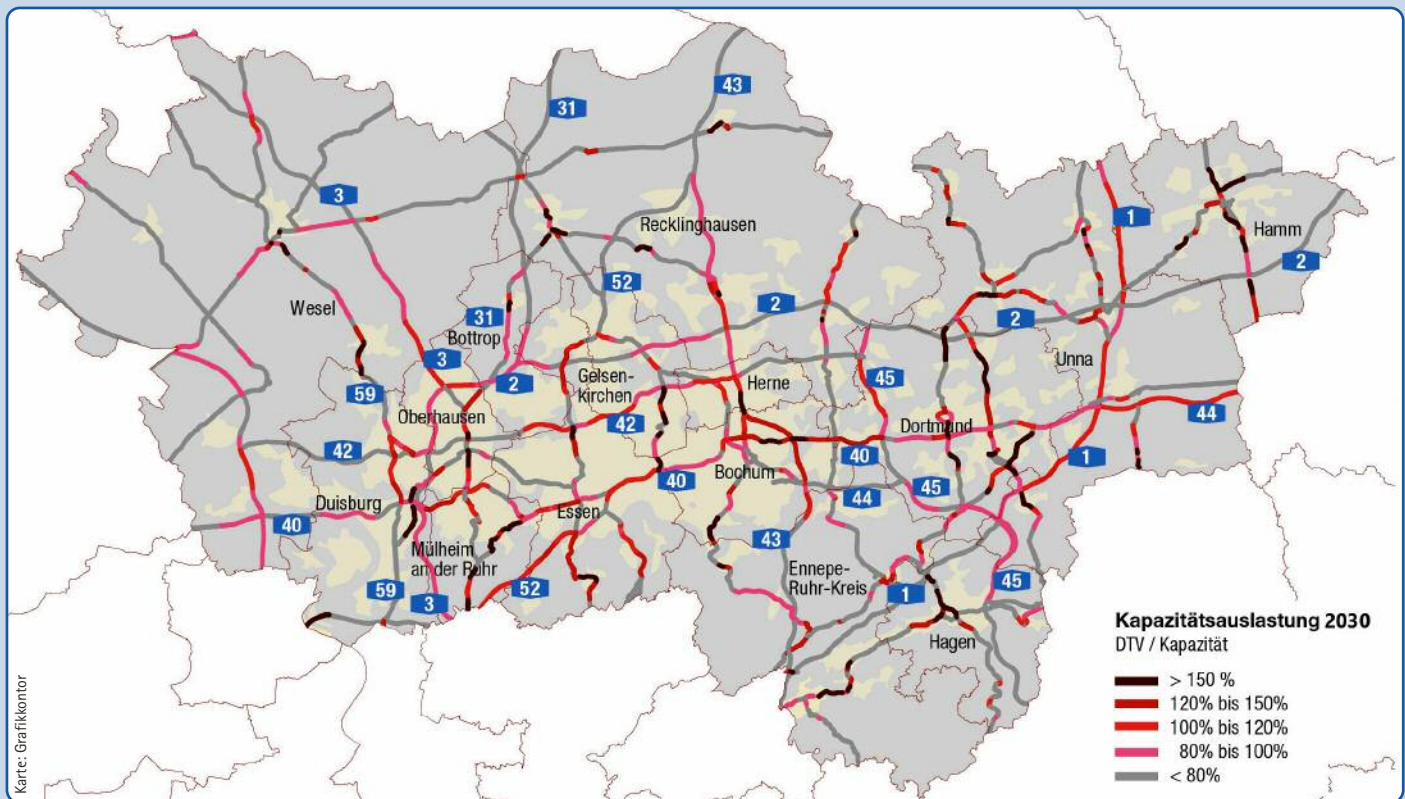 43
31
3
1
Recklinghausen
Hamm
52
2
Wesel
2
31
2
Bottrop
3
Unna
2
Gelsen-
kirchen
Herne
45
59
Oberhausen
44
42
Dortmund
42
40
1
Bochum
40
45
44
Duisburg
Essen
40
43
Mülheim
an der Ruhr
Ennepe-
Ruhr-Kreis
45
59
52
1
3
Hagen
Kapazitätsauslastung 2030
DTV / Kapazität
> 150 %
120% bis 150%
100% bis 120%
80% bis 100%
< 80%
Karte: Grafikkontor